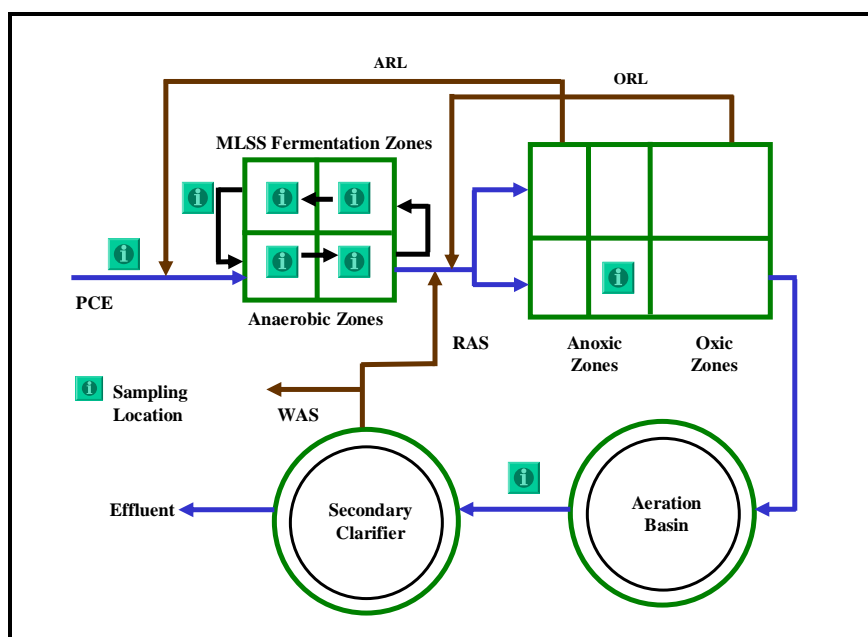 ARL
ORL
MLSS Fermentation Zones
PCE
Anaerobic Zones
RAS
Anoxic
Zones
Oxic
Zones
Sampling
Location
WAS
Effluent
Secondary
Clarifier
Aeration
Basin